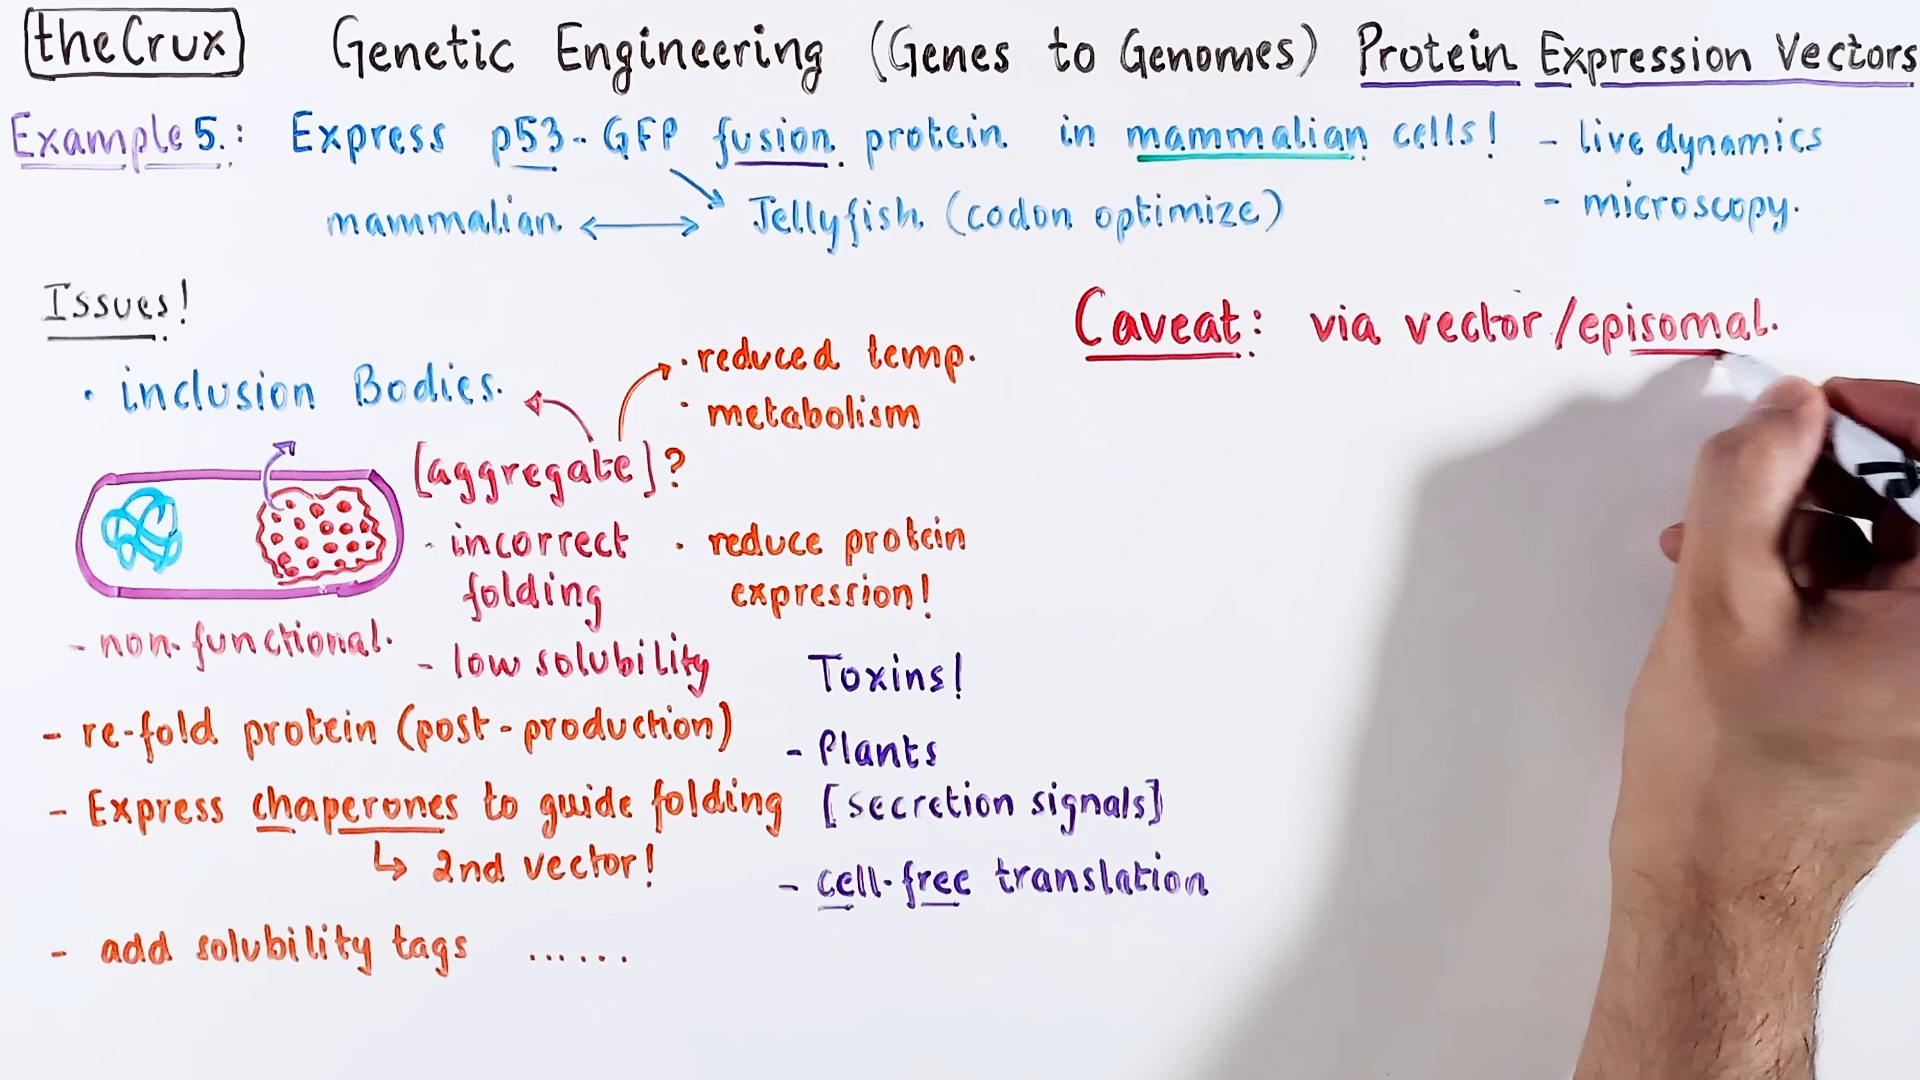 theCrux Genetic Engineering (Genes to Genomes) Protein Expression Vectors
Example 5.: Express p53-GFP fusion protein in mammalian cells!
- live dynamics
- microscopy.
mammalian. Jellyfish (codon optimize)
Issues!
• inclusion Bodies.
• reduced temp.
• metabolism
[aggregate]?
- incorrect
folding
• reduce protein
expression!
- non-functional.
- low solubility
- re-fold protein (post-production)
- Express chaperones to guide folding
2nd vector!
- add solubility tags ......
Toxins!
- Plants
[secretion signals]
- cell-free translation
Caveat: via vector/episomal.